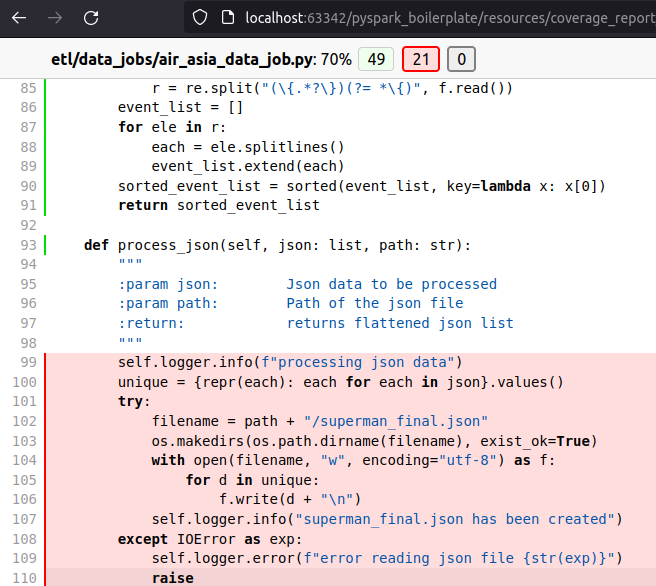 localhost:63342/pyspark_boilerplate/resources/coverage_report
etl/data_jobs/air_asia_data_job.py: 70% 49 21 0
85             r = re.split("(\{.*?\})(?= *\{)", f.read())
86         event_list = []
87         for ele in r:
88             each = ele.splitlines()
89             event_list.extend(each)
90         sorted_event_list = sorted(event_list, key=lambda x: x[0])
91         return sorted_event_list
92
93     def process_json(self, json: list, path: str):
94         """
95         :param json:        Json data to be processed
96         :param path:        Path of the json file
97         :return:            returns flattened json list
98         """
99         self.logger.info(f"processing json data")
100         unique = {repr(each): each for each in json}.values()
101         try:
102             filename = path + "/superman_final.json"
103             os.makedirs(os.path.dirname(filename), exist_ok=True)
104             with open(filename, "w", encoding="utf-8") as f:
105                 for d in unique:
106                     f.write(d + "\n")
107             self.logger.info("superman_final.json has been created")
108         except IOError as exp:
109             self.logger.error(f"error reading json file {str(exp)}")
110             raise